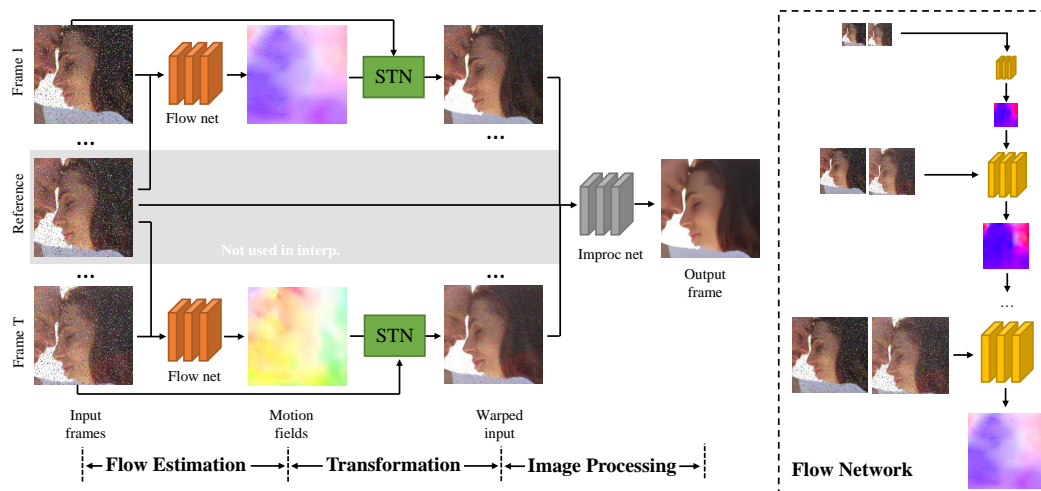 Frame 1
Flow net
STN
...
...
Reference
Not used in interp.
Improc net
Output
frame
...
...
Frame T
Flow net
STN
Input
frames
Motion
fields
Warped
input
Flow Estimation
Transformation
Image Processing
...
Flow Network